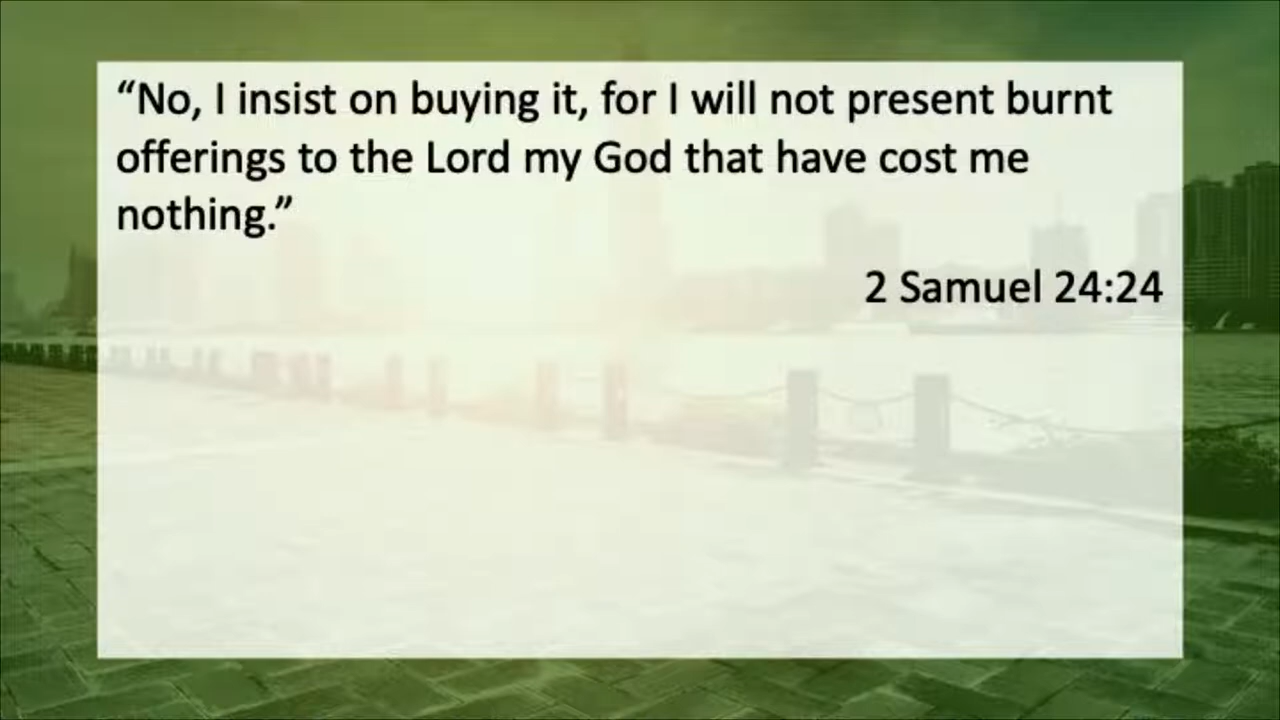 “No, I insist on buying it, for I will not present burnt
offerings to the Lord my God that have cost me
nothing.”
2 Samuel 24:24